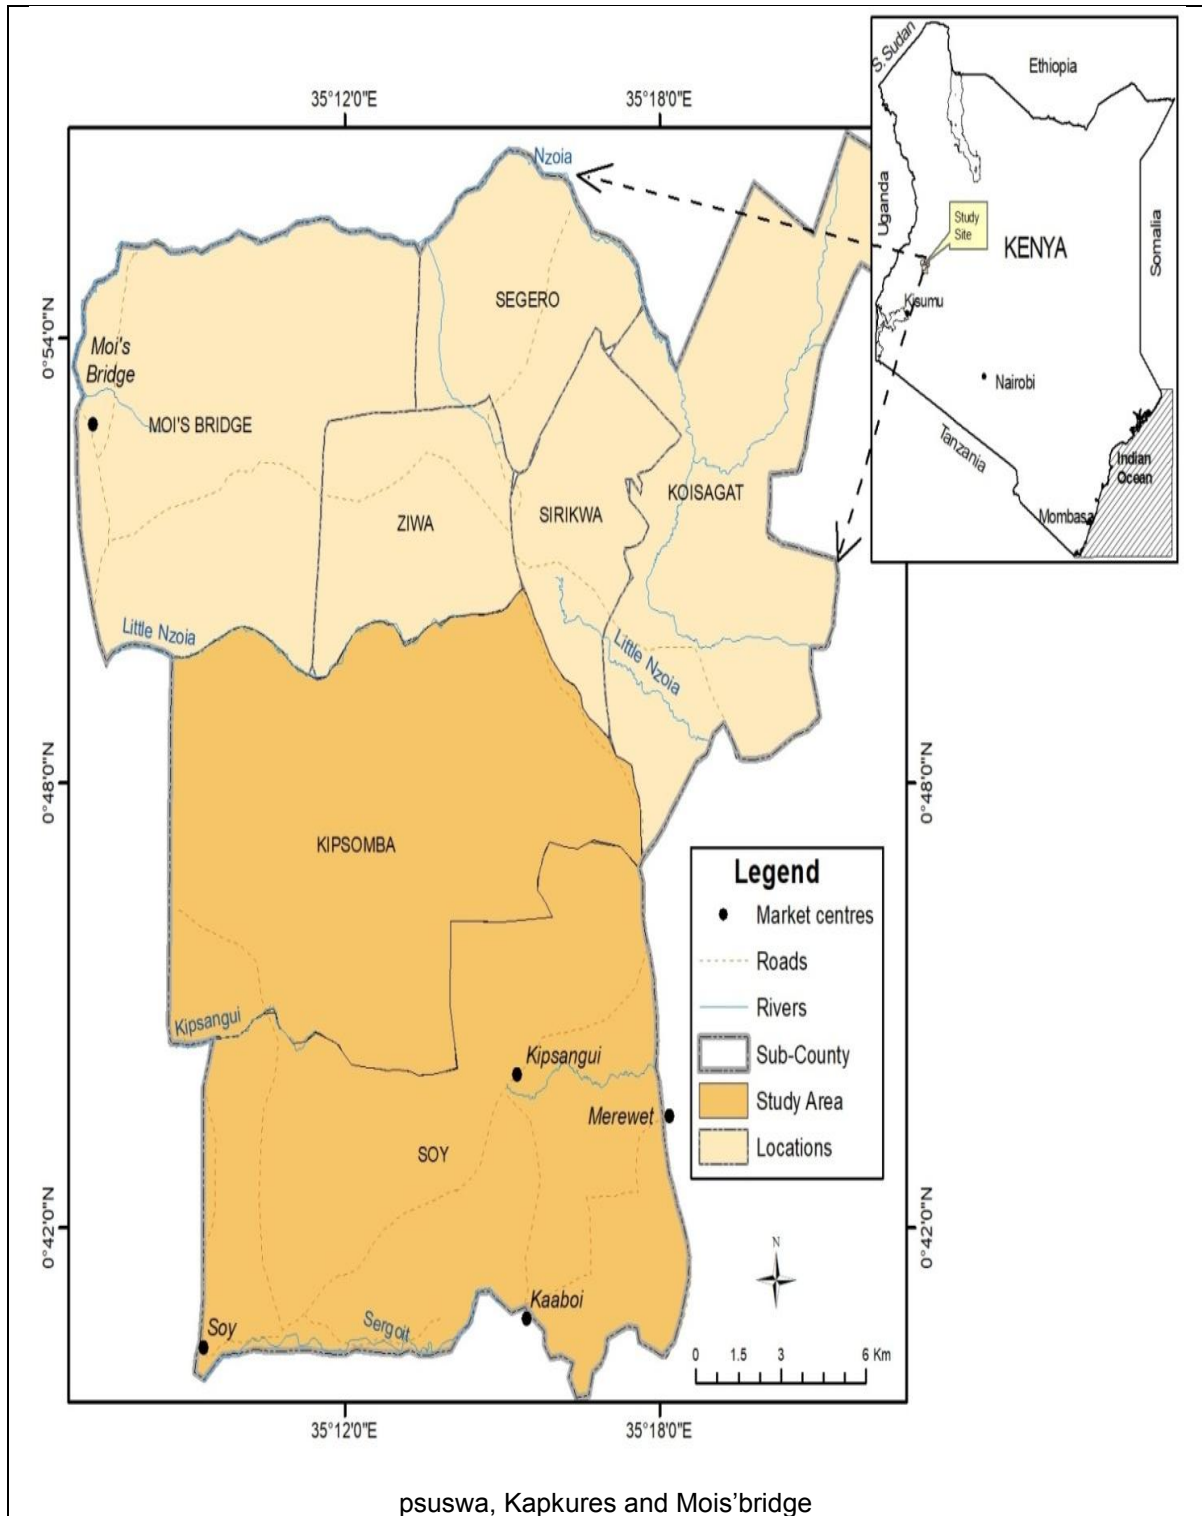 35°12'0"E
35°18'0"E
S. Sudan
Ethiopia
Uganda
Study
Site
KENYA
Somalia
Kisumu
Nairobi
Tanzania
Indian
Ocean
Mombasa
Nzoia
SEGERO
0°54'0"N
Moi's
Bridge
MOI'S BRIDGE
ZIWA
SIRIKWA
KOISAGAT
Little Nzoia
Little Nzoia
0°48'0"N
0°48'0"N
KIPSOMBA
Legend
Market centres
Roads
Rivers
Sub-County
Study Area
Locations
Kipsangui
Kipsangui
Merewet
SOY
0°42'0"N
0°42'0"N
N
Kaaboi
Soy
Sergoit
0 1.5 3 6 Km
35°12'0"E
35°18'0"E
psuswa, Kapkures and Mois'bridge